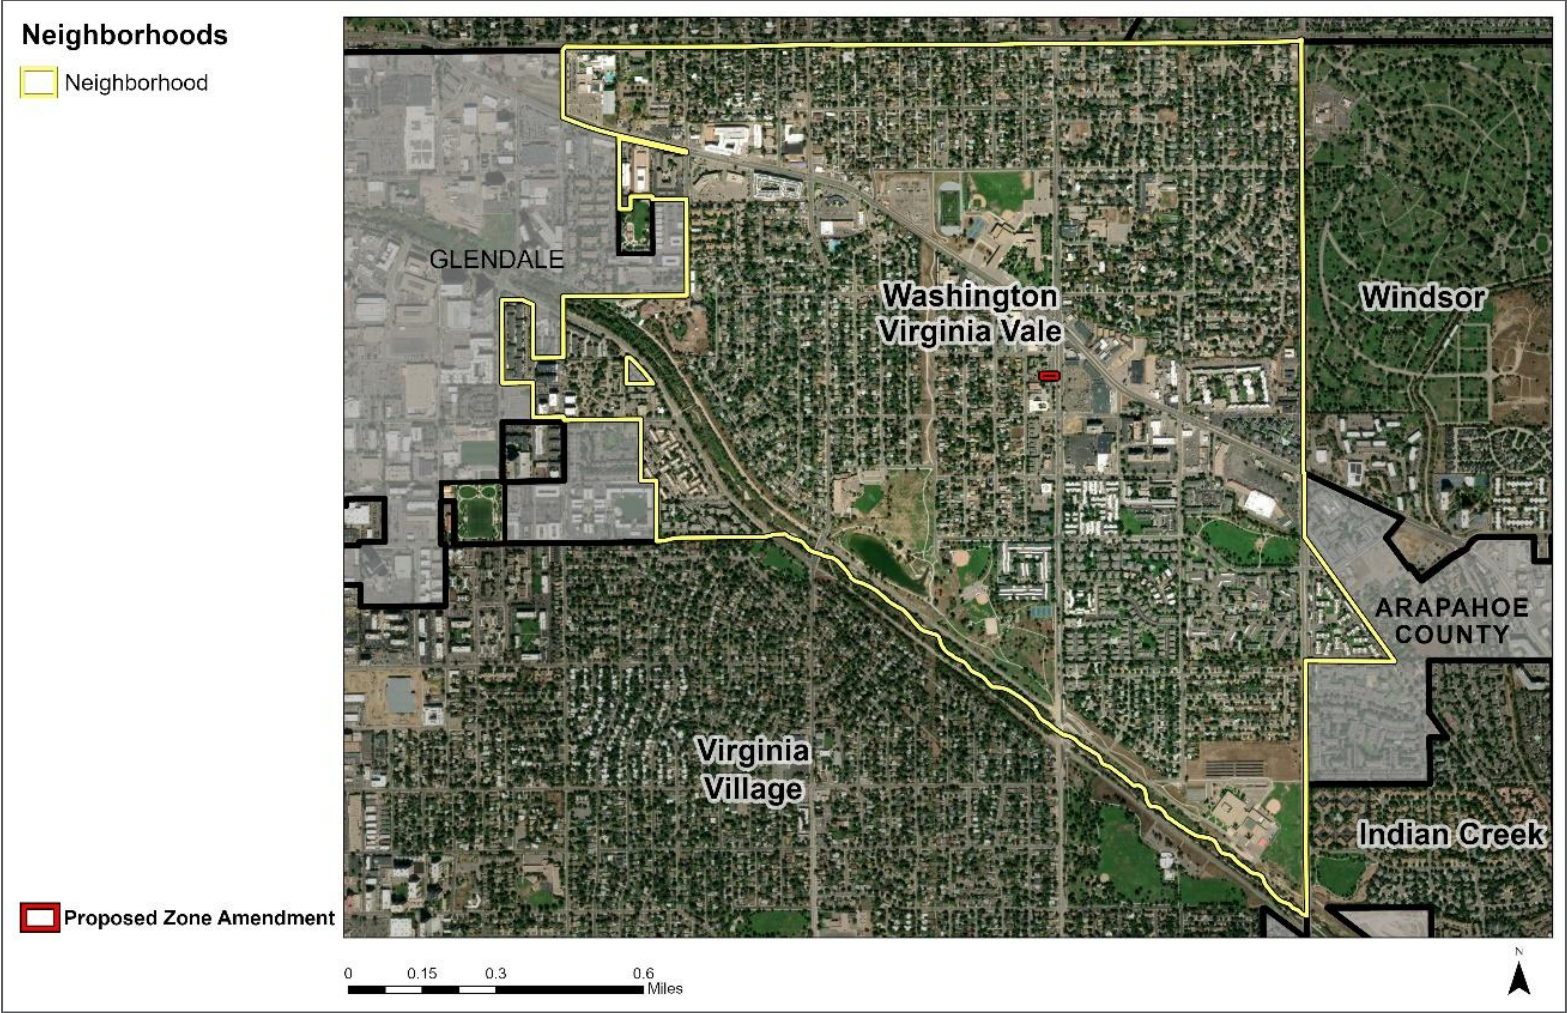 Neighborhoods
Neighborhood
GLENDALE
Washington
Virginia Vale
Windsor
ARAPAHOE
COUNTY
Virginia
Village
Indian Creek
Proposed Zone Amendment
0 0.15 0.3 0.6
Miles
N